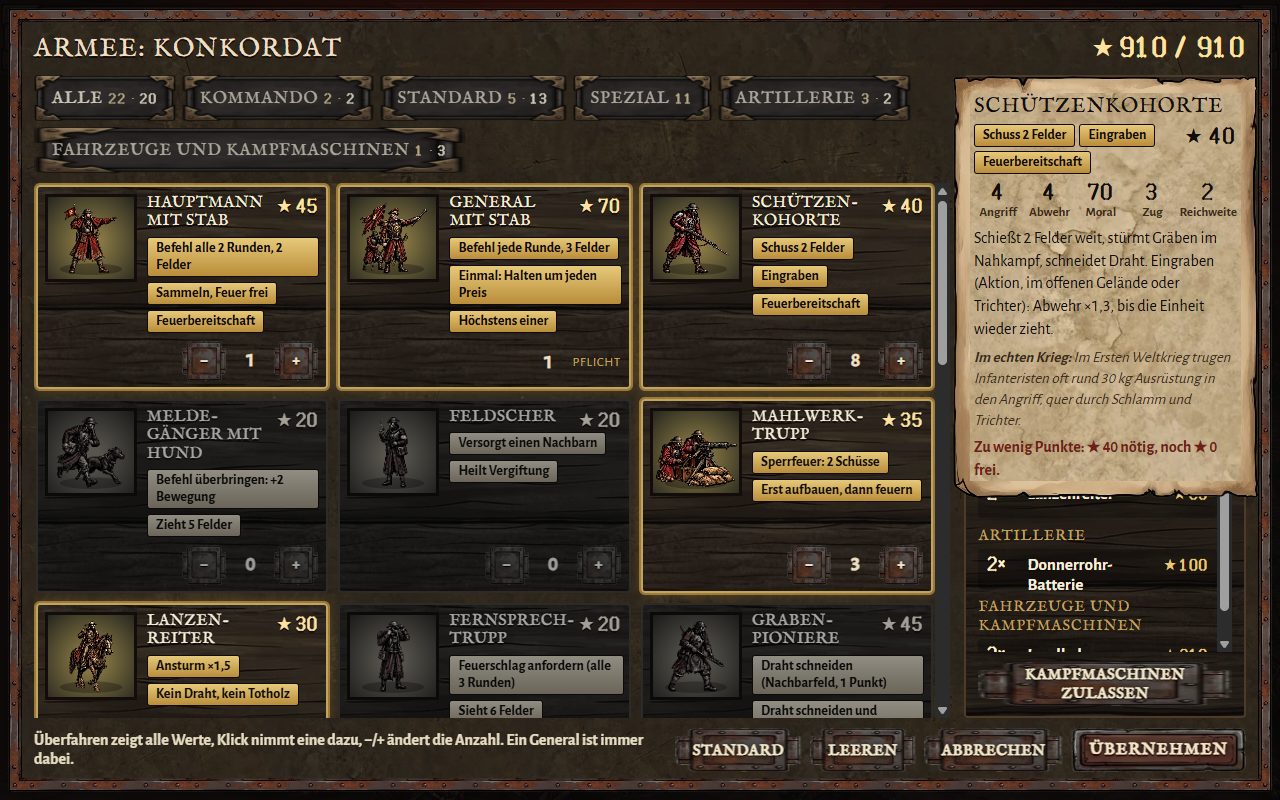 ARMEE: KONKORDAT
★ 910 / 910
ALLE 22 · 20
KOMMANDO 2 · 2
STANDARD 5 · 13
SPEZIAL 11
ARTILLERIE 3 · 2
FAHRZEUGE UND KAMPFMASCHINEN 1 · 3
HAUPTMANN
MIT STAB
★ 45
Befehl alle 2 Runden, 2
Felder
Sammeln, Feuer frei
Feuerbereitschaft
− 1 +
GENERAL
MIT STAB
★ 70
Befehl jede Runde, 3 Felder
Einmal: Halten um jeden
Preis
Höchstens einer
1 PFLICHT
SCHÜTZEN-
KOHORTE
★ 40
Schuss 2 Felder
Eingraben
Feuerbereitschaft
− 8 +
MELDE-
GÄNGER MIT
HUND
★ 20
Befehl überbringen: +2
Bewegung
Zieht 5 Felder
− 0 +
FELDSCHER
★ 20
Versorgt einen Nachbarn
Heilt Vergiftung
− 0 +
MAHLWERK-
TRUPP
★ 35
Sperrfeuer: 2 Schüsse
Erst aufbauen, dann feuern
− 3 +
LANZEN-
REITER
★ 30
Ansturm ×1,5
Kein Draht, kein Totholz
FERNSPRECH-
TRUPP
★ 20
Feuerschlag anfordern (alle
3 Runden)
Sieht 6 Felder
GRABEN-
PIONIERE
★ 45
Draht schneiden
(Nachbarfeld, 1 Punkt)
Draht schneiden und
SCHÜTZENKOHORTE
Schuss 2 Felder
Eingraben
★ 40
Feuerbereitschaft
4 4 70 3 2
Angriff Abwehr Moral Zug Reichweite
Schießt 2 Felder weit, stürmt Gräben im
Nahkampf, schneidet Draht. Eingraben
(Aktion, im offenen Gelände oder
Trichter): Abwehr ×1,3, bis die Einheit
wieder zieht.
Im echten Krieg: Im Ersten Weltkrieg trugen
Infanteristen oft rund 30 kg Ausrüstung in
den Angriff, quer durch Schlamm und
Trichter.
Zu wenig Punkte: ★ 40 nötig, noch ★ 0
frei.
ARTILLERIE
2× Donnerrohr-
Batterie
★100
FAHRZEUGE UND
KAMPFMASCHINEN
KAMPFMASCHINEN
ZULASSEN
Überfahren zeigt alle Werte, Klick nimmt eine dazu, −/+ ändert die Anzahl. Ein General ist immer
dabei.
STANDARD
LEEREN
ABBRECHEN
ÜBERNEHMEN